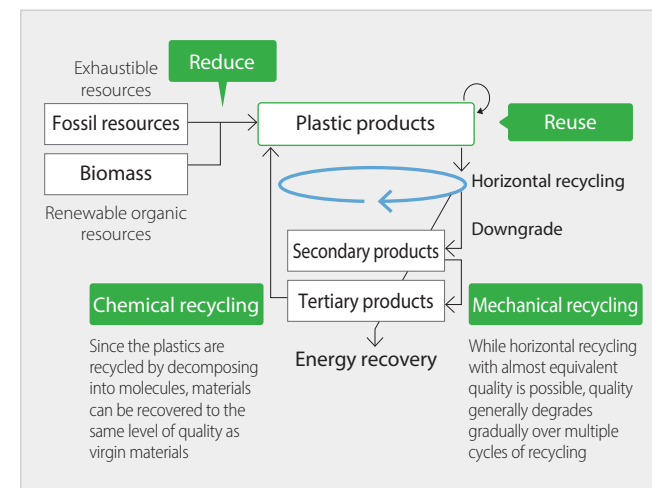 Exhaustible
resources
Reduce
Fossil resources
Plastic products
Reuse
Biomass
Renewable organic
resources
Horizontal recycling
Downgrade
Secondary products
Tertiary products
Energy recovery
Chemical recycling
Since the plastics are
recycled by decomposing
into molecules, materials
can be recovered to the
same level of quality as
virgin materials
Mechanical recycling
While horizontal recycling
with almost equivalent
quality is possible, quality
generally degrades
gradually over multiple
cycles of recycling